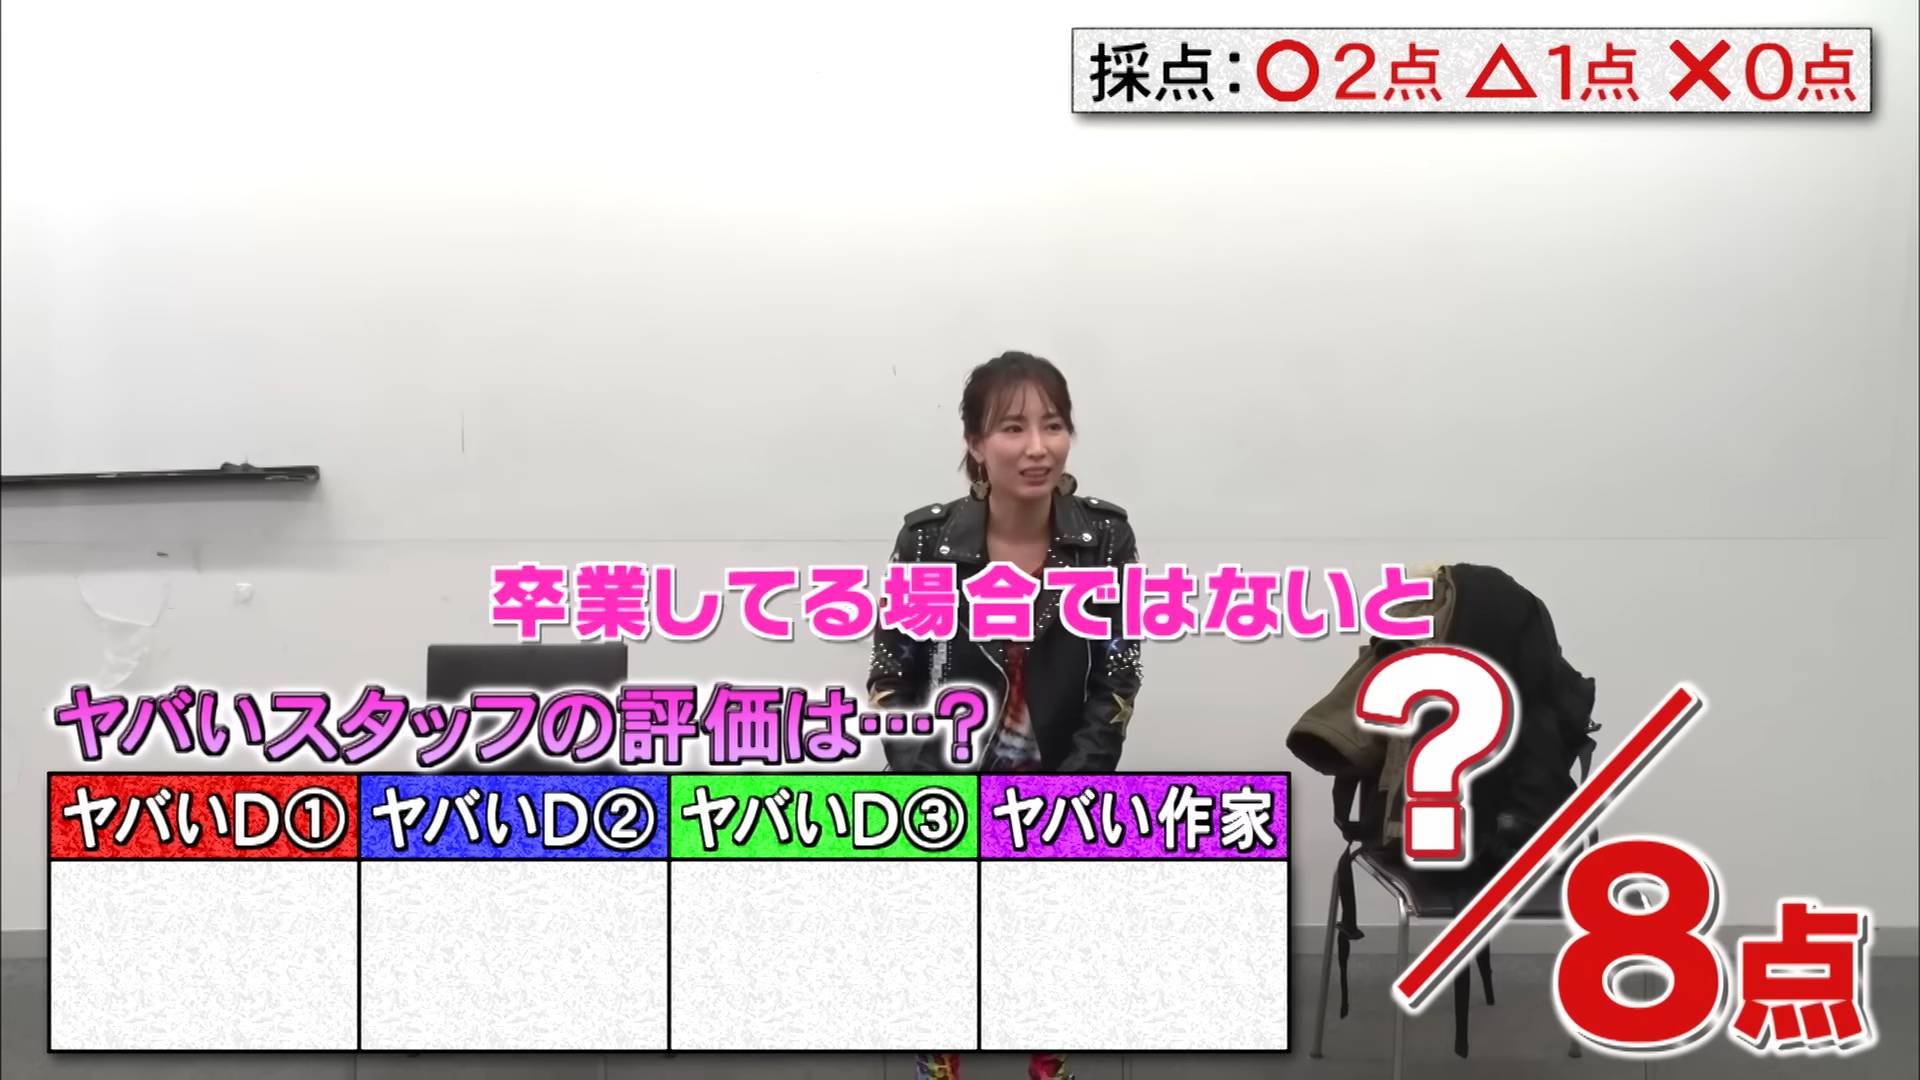 採点:○2点 △1点 ×0点
卒業してる場合ではないと
ヤバいスタッフの評価は…?
ヤバいD① ヤバいD② ヤバいD③ ヤバい作家
?/8点